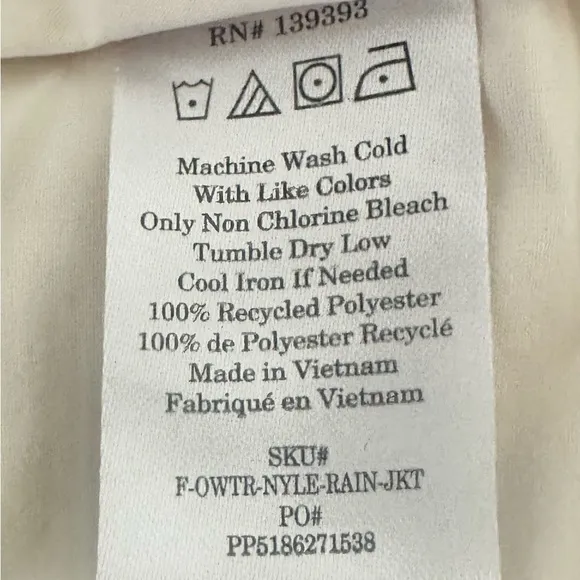 RN# 139393
Machine Wash Cold
With Like Colors
Only Non Chlorine Bleach
Tumble Dry Low
Cool Iron If Needed
100% Recycled Polyester
100% de Polyester Recyclé
Made in Vietnam
Fabriqué en Vietnam
SKU#
F-OWTR-NYLE-RAIN-JKT
PO#
PP5186271538